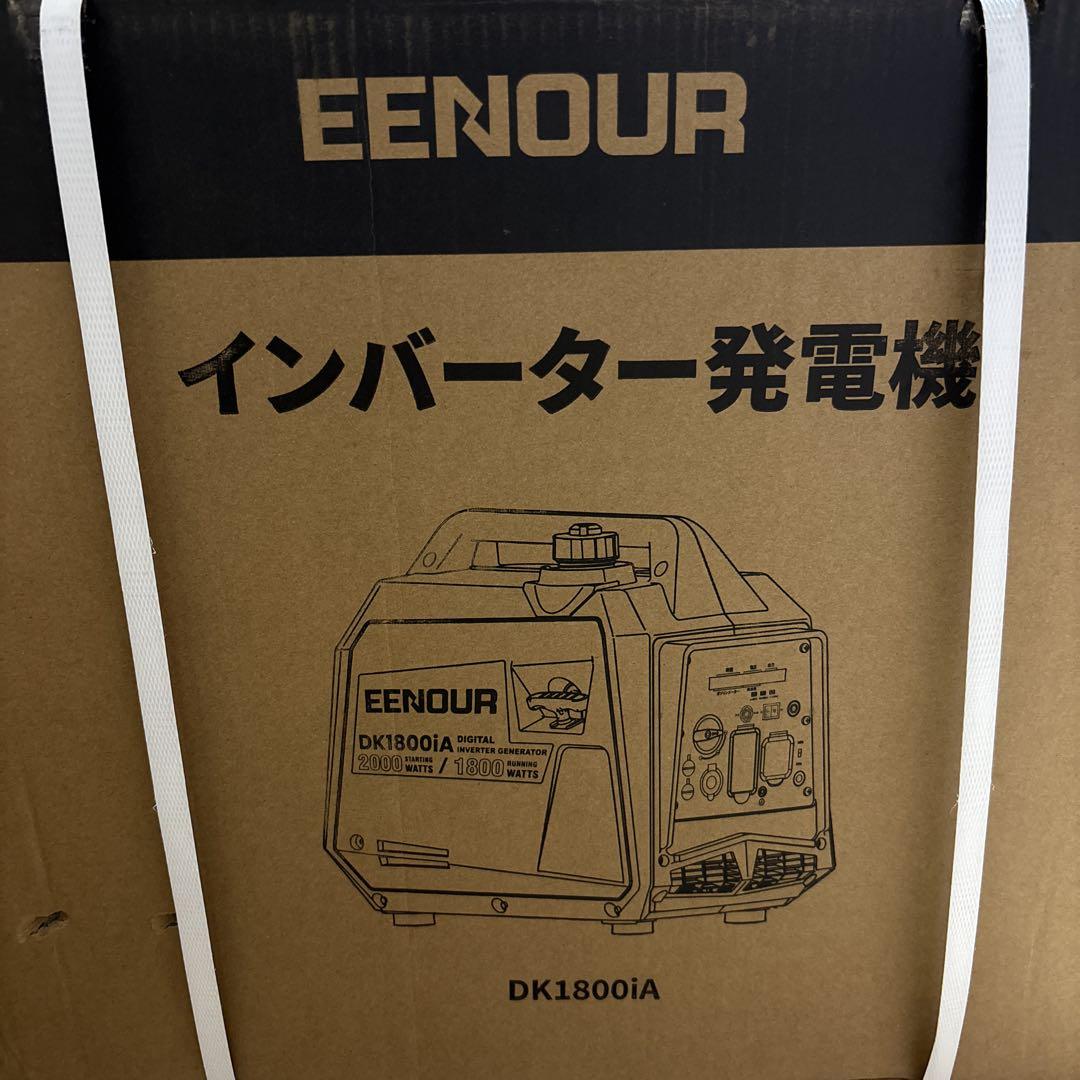 EENOUR
インバーター発電機
EENOUR
DK1800iA DIGITAL INVERTER GENERATOR
2000 STARTING WATTS / 1800 RUNNING WATTS
DK1800iA